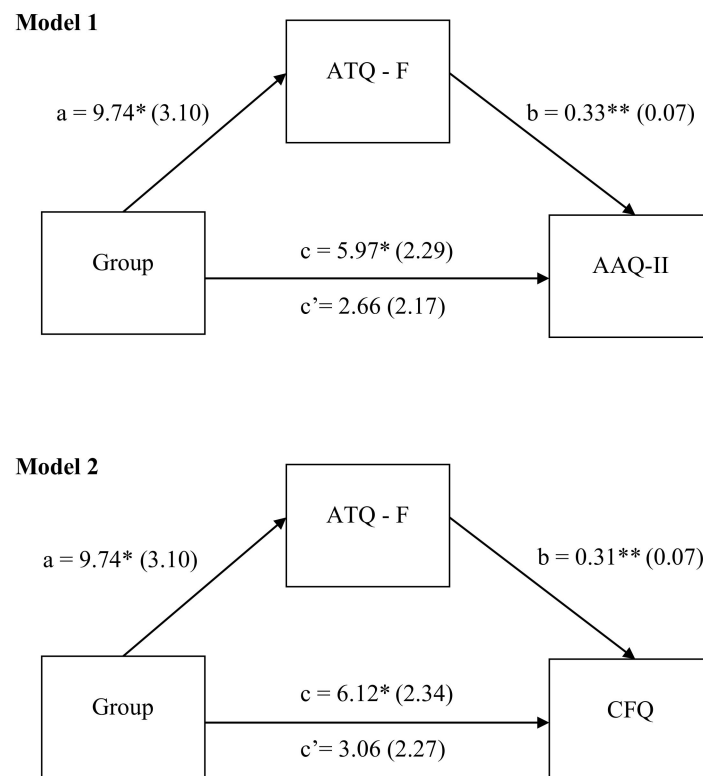 Model 1
ATQ - F
a = 9.74* (3.10)
b = 0.33** (0.07)
Group
c = 5.97* (2.29)
c’= 2.66 (2.17)
AAQ-II
Model 2
ATQ - F
a = 9.74* (3.10)
b = 0.31** (0.07)
Group
c = 6.12* (2.34)
c’= 3.06 (2.27)
CFQ